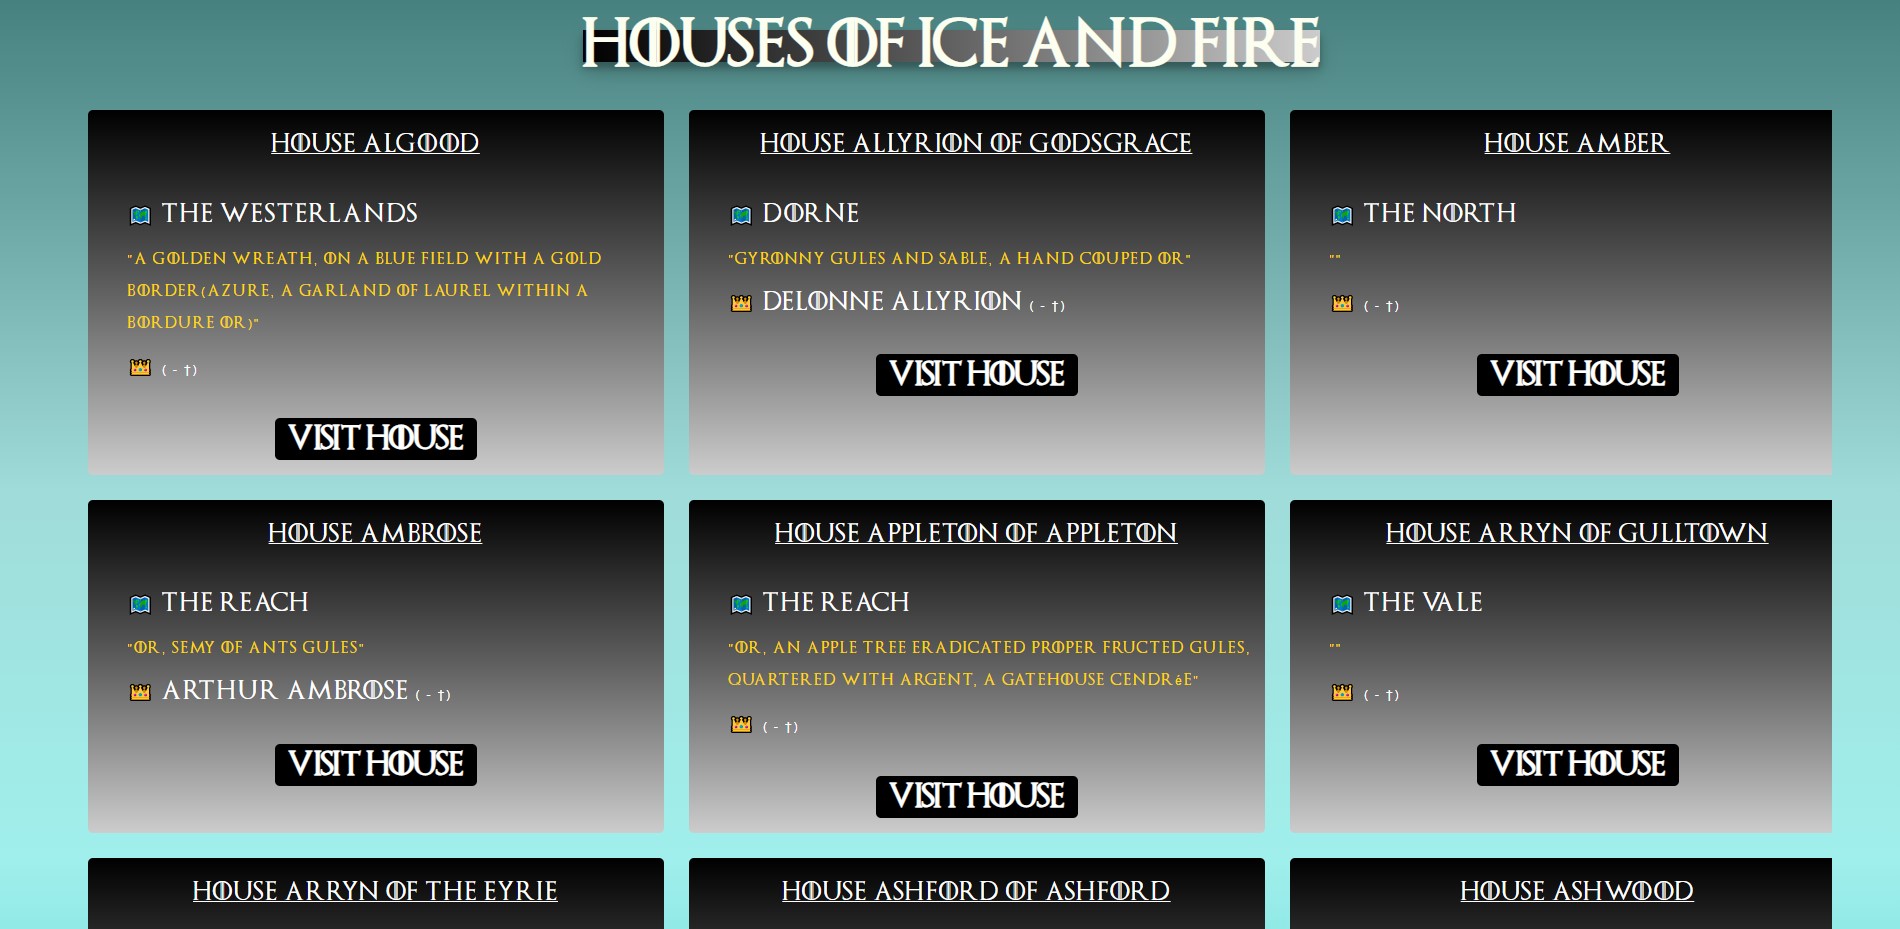 HOUSES OF ICE AND FIRE
HOUSE ALGOOD
THE WESTERLANDS
"A GOLDEN WREATH, ON A BLUE FIELD WITH A GOLD
BORDER(AZURE, A GARLAND OF LAUREL WITHIN A
BORDURE OR)"
( - †)
VISIT HOUSE
HOUSE ALLYRION OF GODSGRACE
DORNE
"GYRONNY GULES AND SABLE, A HAND COUPED OR"
DELONNE ALLYRION ( - †)
VISIT HOUSE
HOUSE AMBER
THE NORTH
""
( - †)
VISIT HOUSE
HOUSE AMBROSE
THE REACH
"OR, SEMY OF ANTS GULES"
ARTHUR AMBROSE ( - †)
VISIT HOUSE
HOUSE APPLETON OF APPLETON
THE REACH
"OR, AN APPLE TREE ERADICATED PROPER FRUCTED GULES,
QUARTERED WITH ARGENT, A GATEHOUSE CENDRéE"
( - †)
VISIT HOUSE
HOUSE ARRYN OF GULLTOWN
THE VALE
""
( - †)
VISIT HOUSE
HOUSE ARRYN OF THE EYRIE
HOUSE ASHFORD OF ASHFORD
HOUSE ASHWOOD